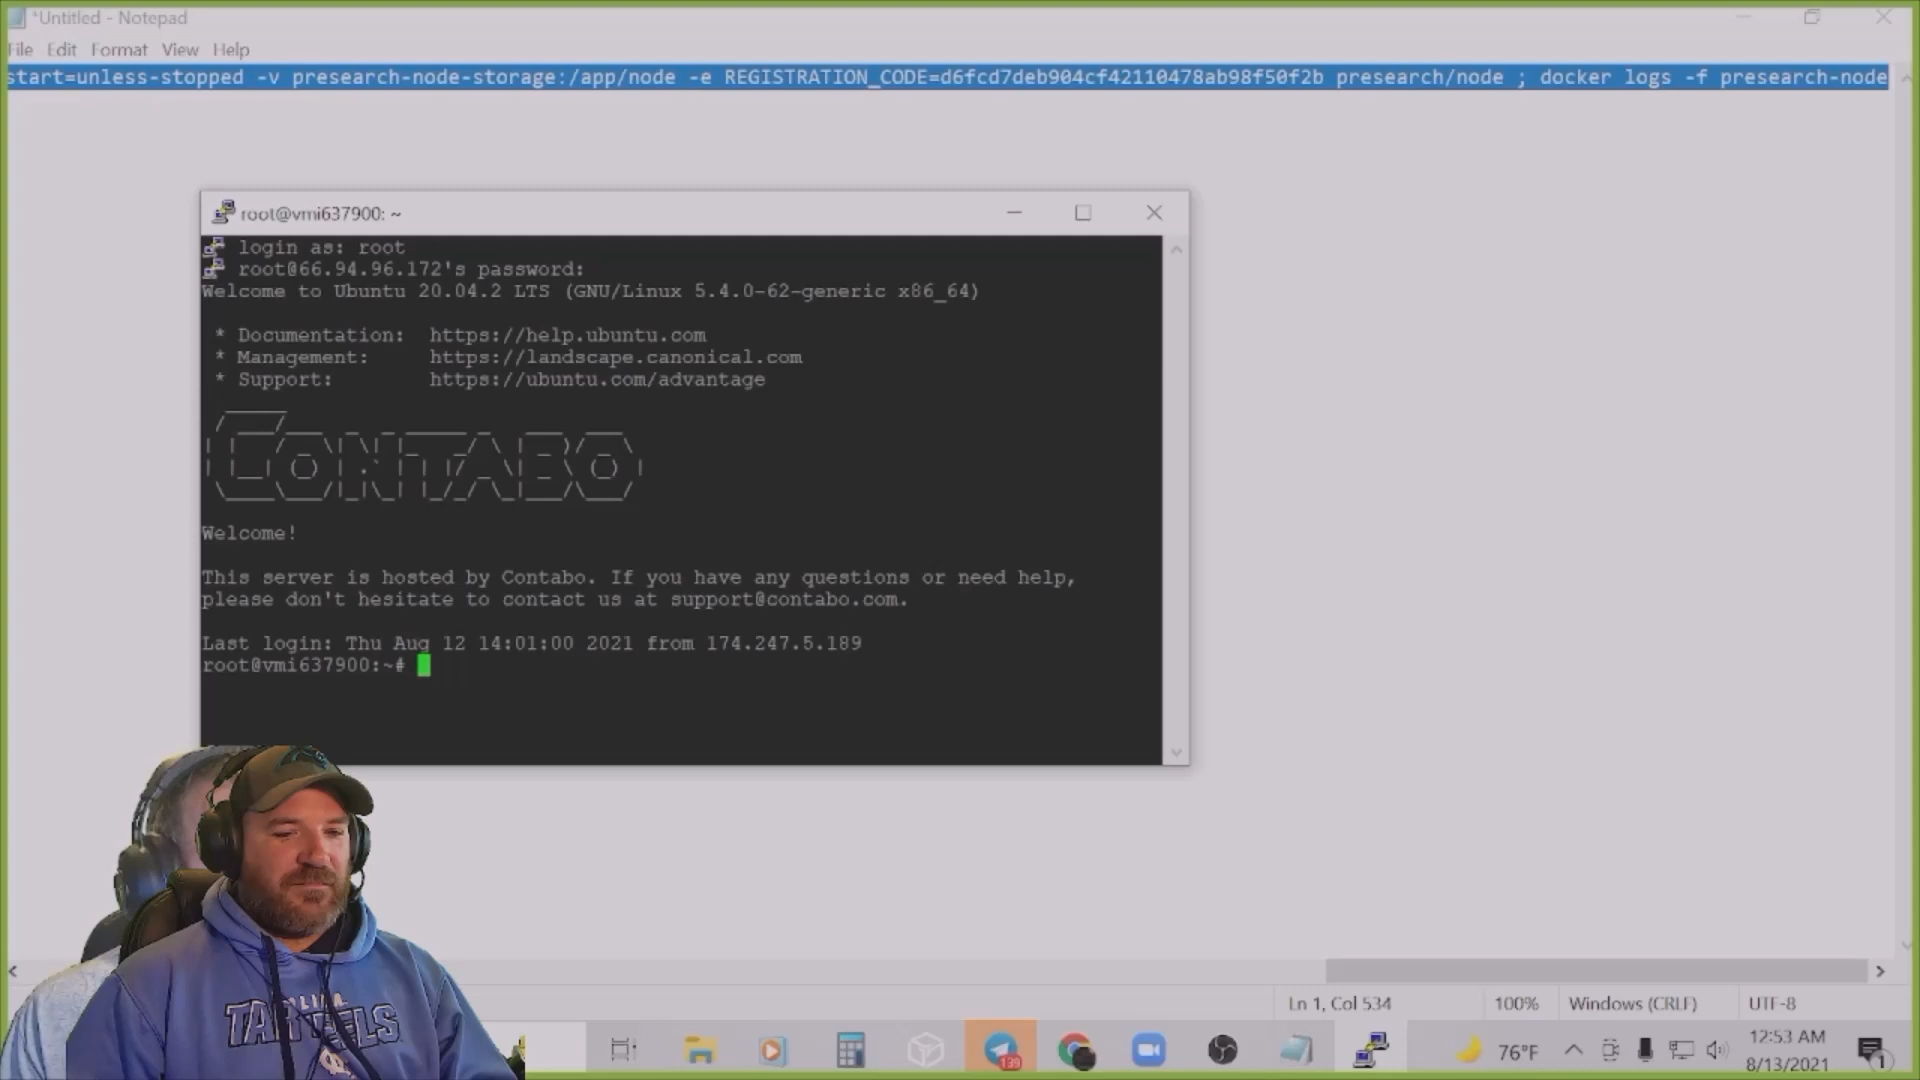 *Untitled - Notepad
File Edit Format View Help
start=unless-stopped -v presearch-node-storage:/app/node -e REGISTRATION_CODE=d6fcd7deb904cf42110478ab98f50f2b presearch/node ; docker logs -f presearch-node
root@vmi637900: ~
login as: root
root@66.94.96.172's password:
Welcome to Ubuntu 20.04.2 LTS (GNU/Linux 5.4.0-62-generic x86_64)
* Documentation: https://help.ubuntu.com
* Management: https://landscape.canonical.com
* Support: https://ubuntu.com/advantage
CONTABO
Welcome!
This server is hosted by Contabo. If you have any questions or need help,
please don't hesitate to contact us at support@contabo.com.
Last login: Thu Aug 12 14:01:00 2021 from 174.247.5.189
root@vmi637900:~#
TAR HEELS
Ln 1, Col 534 100% Windows (CRLF) UTF-8
139
76°F
12:53 AM
8/13/2021
1